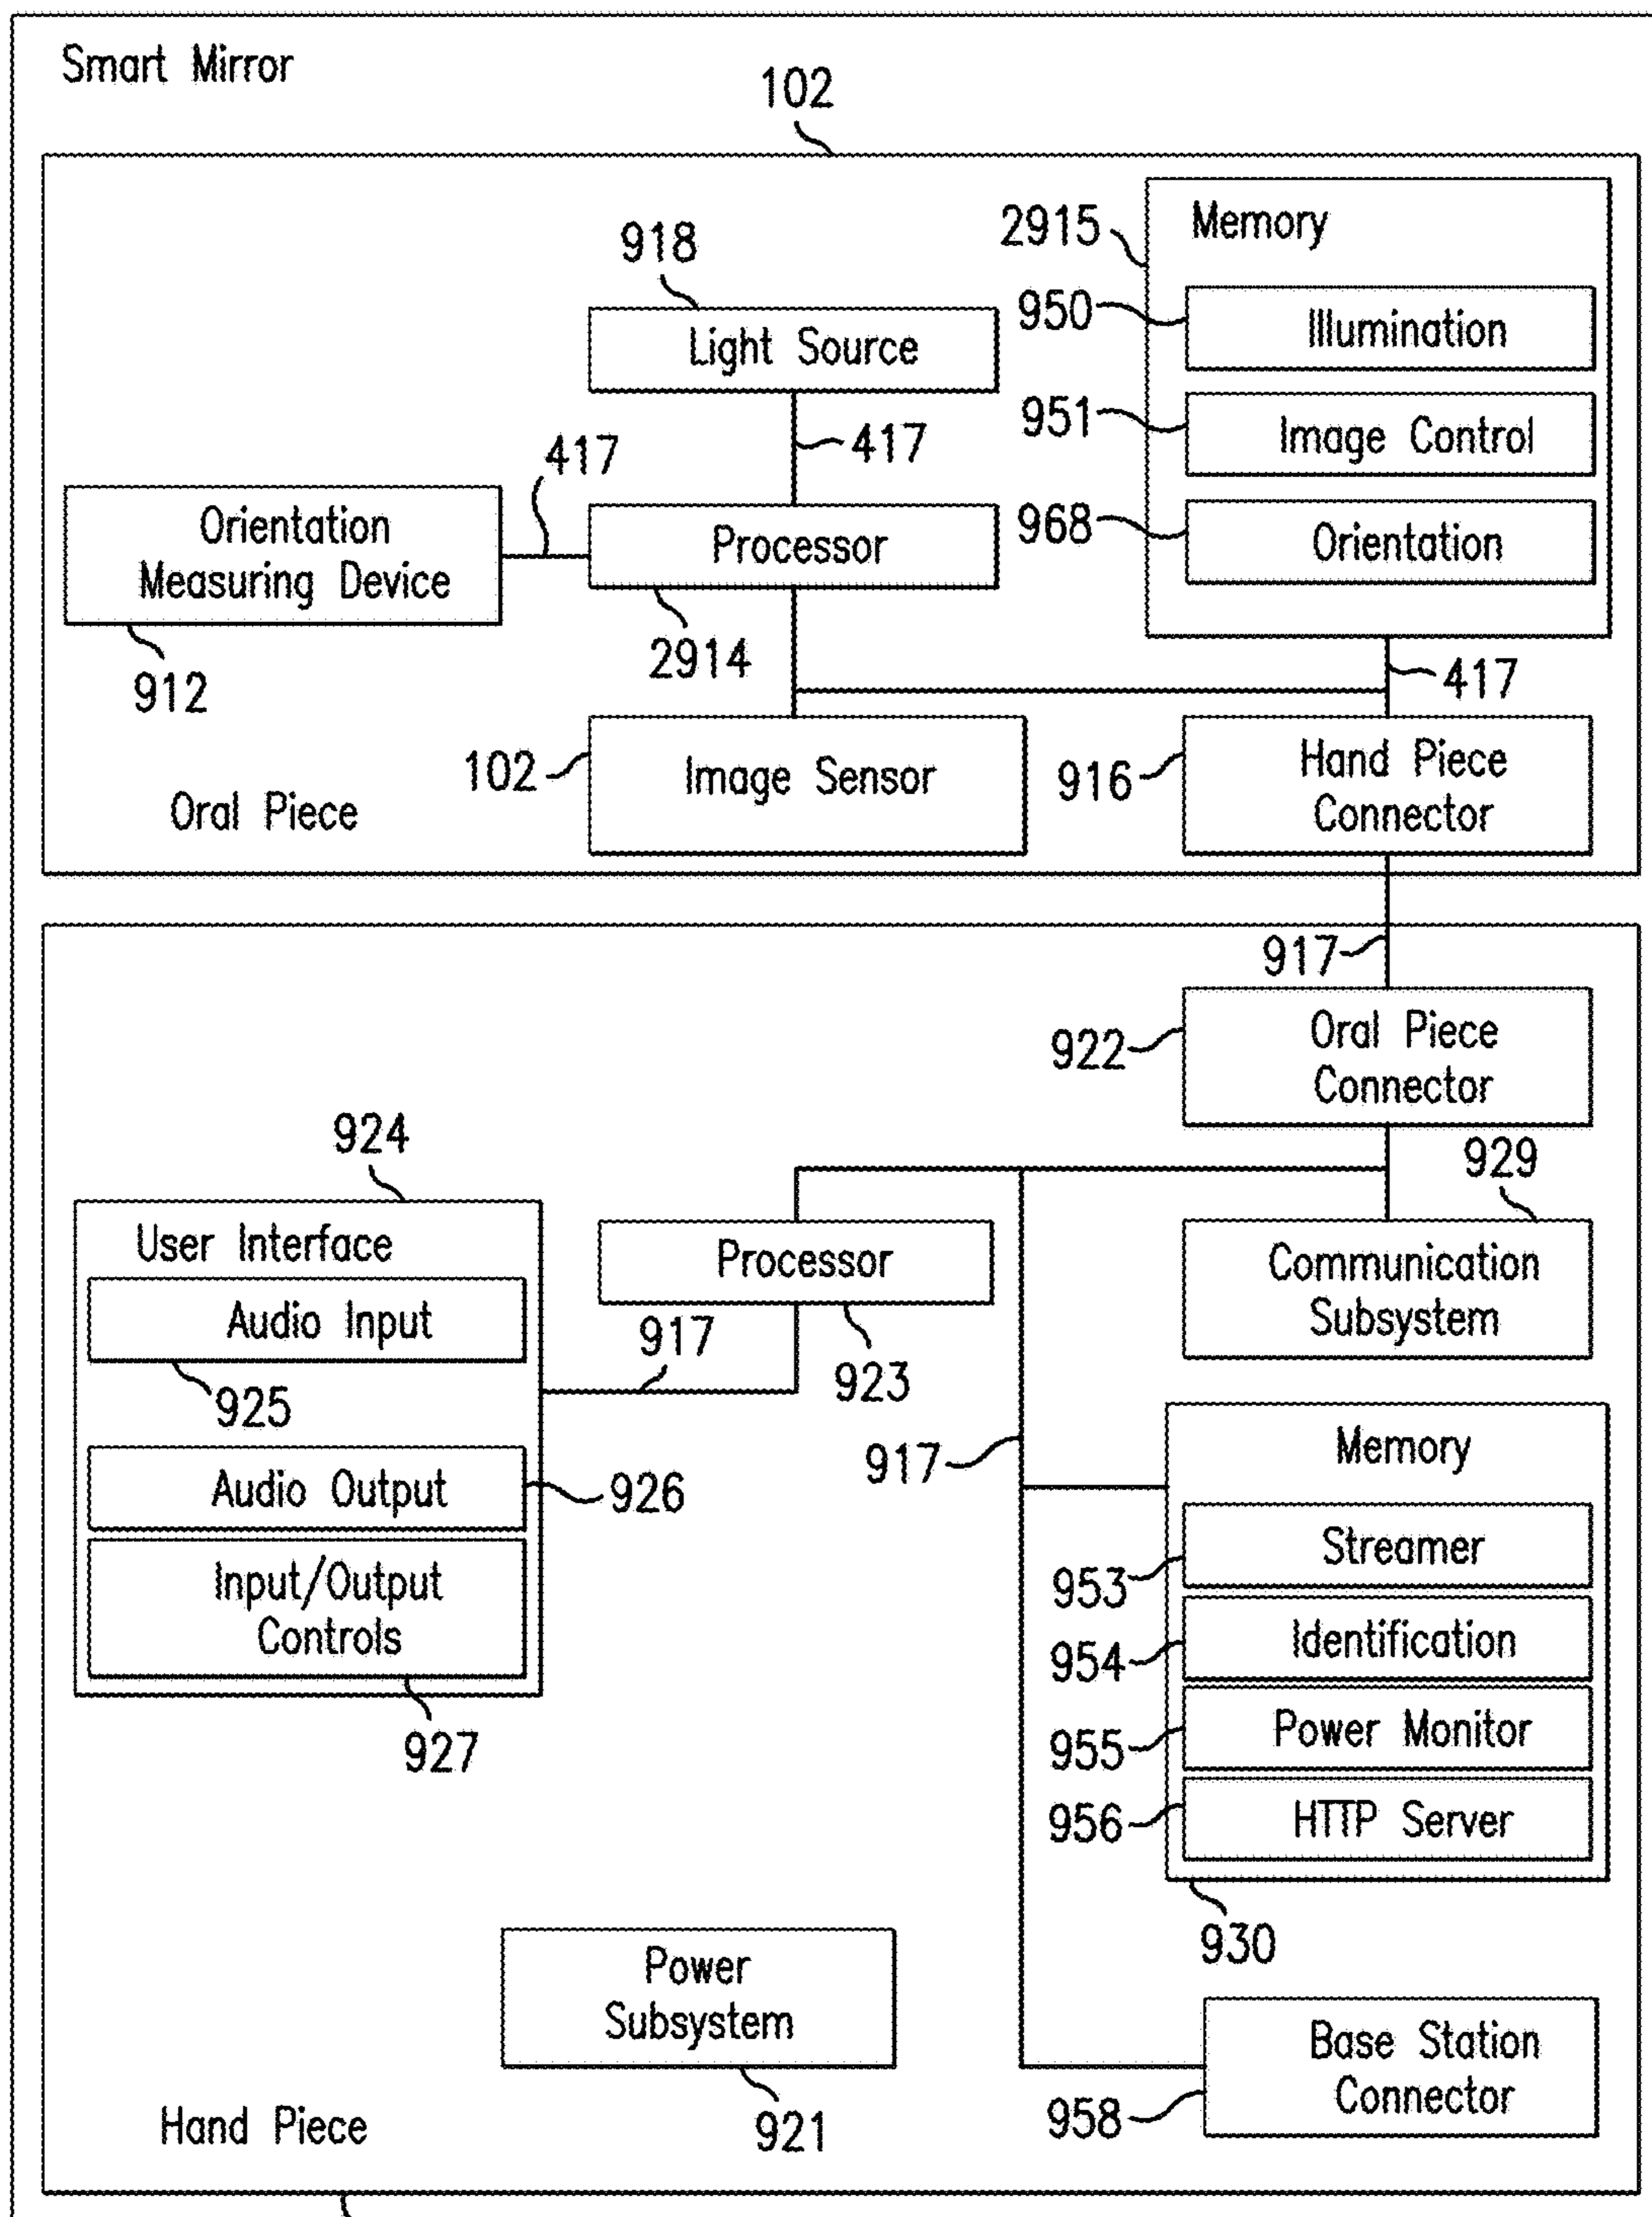 Smart Mirror
102
918
Light Source
2915
Memory
950
Illumination
951
Image Control
968
Orientation
417
417
Orientation
Measuring Device
912
Processor
2914
417
102
Image Sensor
916
Hand Piece
Connector
Oral Piece
917
922
Oral Piece
Connector
924
User Interface
Audio Input
925
Audio Output
926
Input/Output
Controls
927
Processor
923
917
929
Communication
Subsystem
917
Memory
Streamer
953
Identification
954
Power Monitor
955
HTTP Server
956
930
Power
Subsystem
921
Base Station
Connector
958
Hand Piece